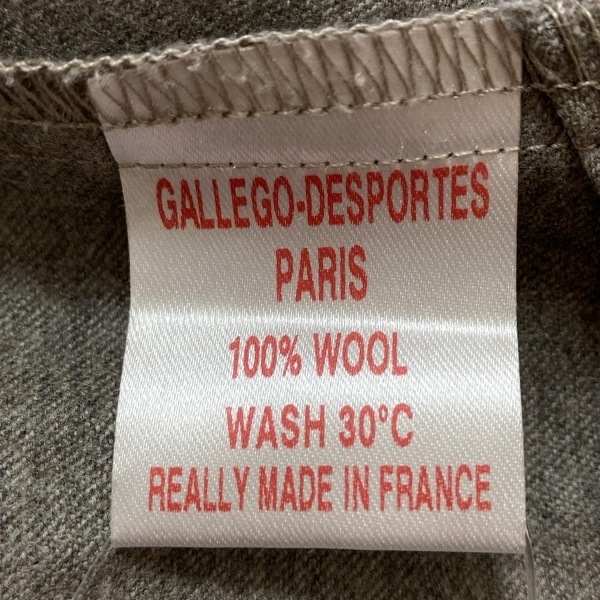 GALLEGO-DESPORTES
PARIS
100% WOOL
WASH 30°C
REALLY MADE IN FRANCE